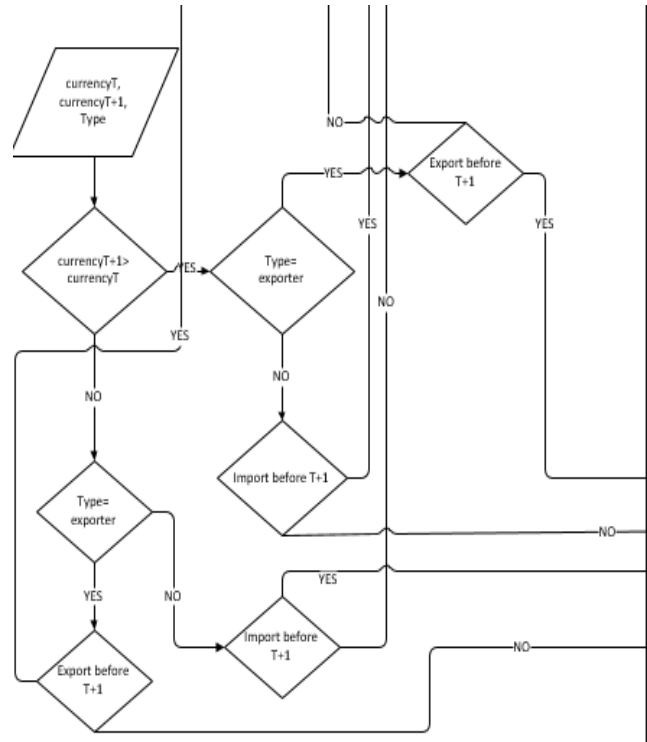 currencyT,
currencyT+1,
Type
NO
Export before
T+1
YES
YES
YES
currencyT+1>
currencyT
YES
Type=
exporter
NO
YES
NO
NO
Import before T+1
Type=
exporter
NO
YES
YES
NO
Import before
T+1
NO
Export before
T+1